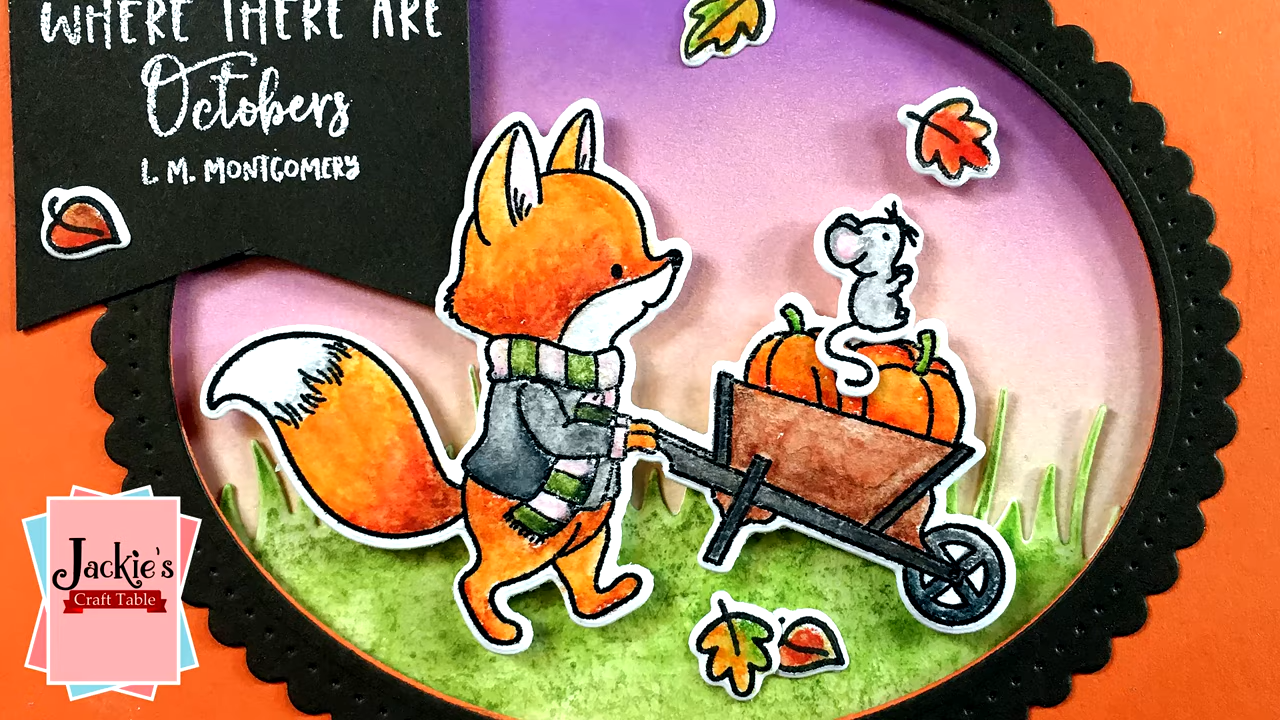 WHERE THERE ARE
Octobers
L. M. MONTGOMERY
Jackie's
Craft Table